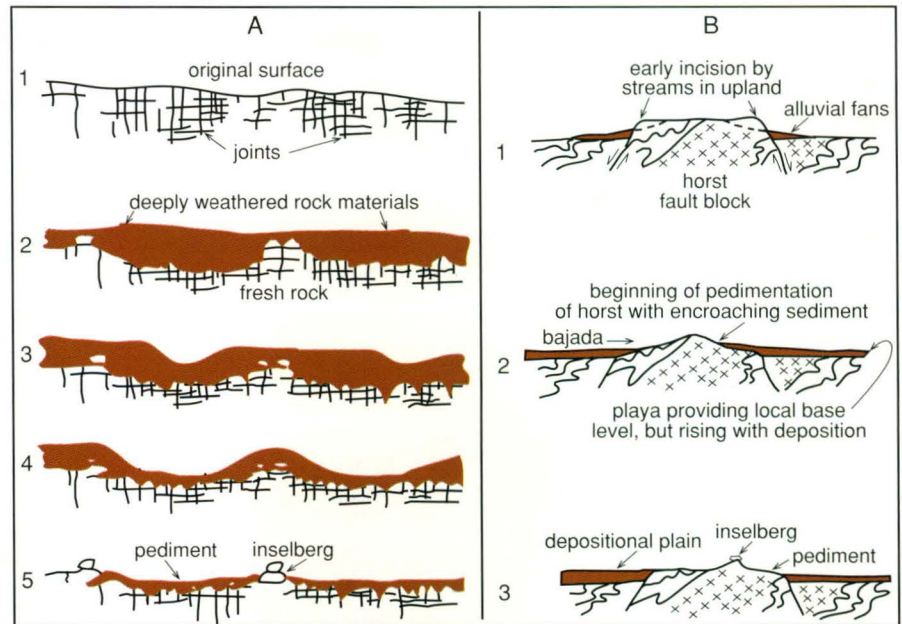 A
1
original surface
joints
deeply weathered rock materials
2
fresh rock
3
4
pediment
inselberg
5
B
early incision by
streams in upland
alluvial fans
1
horst
fault block
beginning of pedimentation
of horst with encroaching sediment
bajada
2
playa providing local base
level, but rising with deposition
inselberg
depositional plain
pediment
3